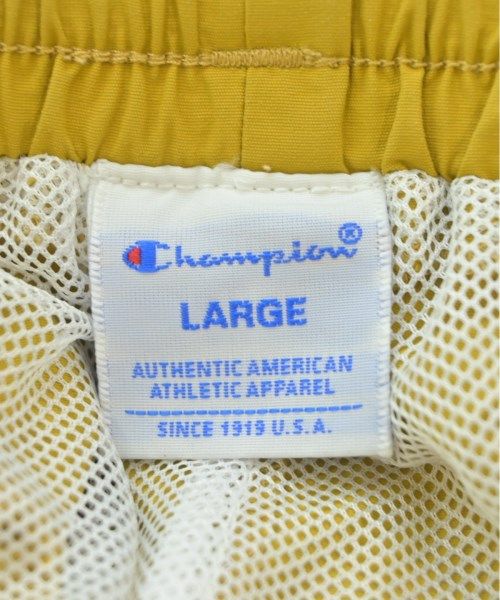 Champion®
LARGE
AUTHENTIC AMERICAN
ATHLETIC APPAREL
SINCE 1919 U.S.A.